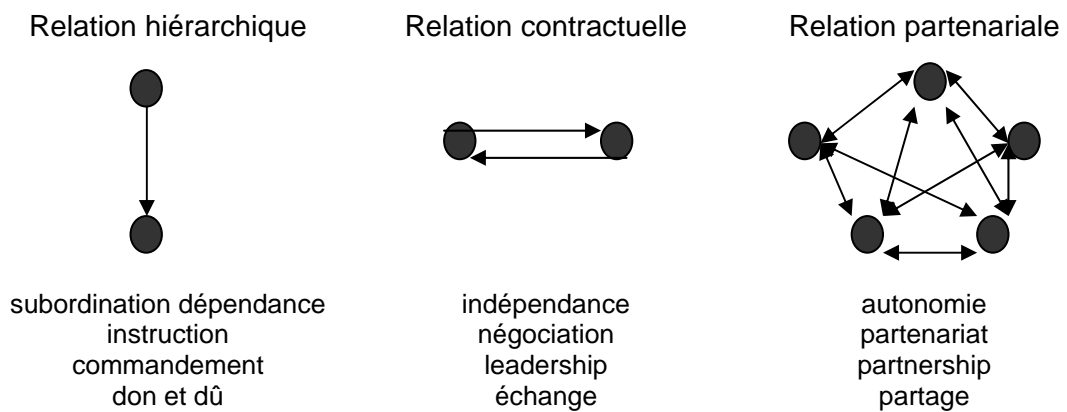 Relation hiérarchique
Relation contractuelle
Relation partenariale
subordination dépendance
instruction
commandement
don et dû
indépendance
négociation
leadership
échange
autonomie
partenariat
partnership
partage